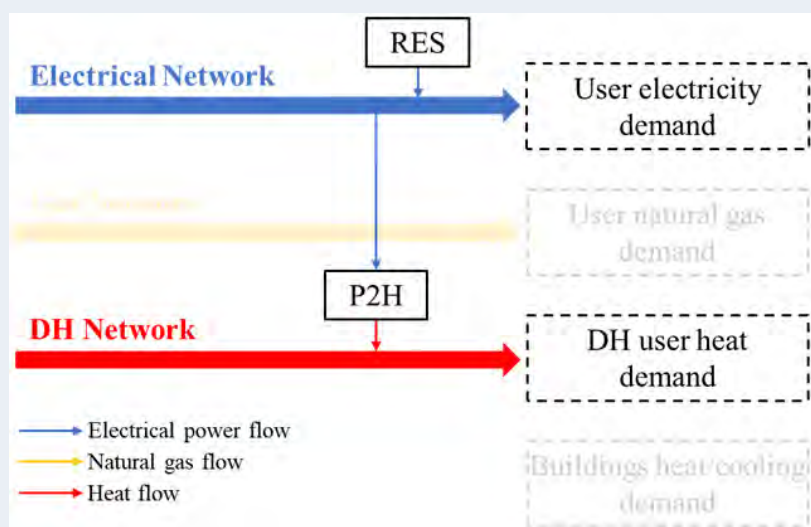 RES
Electrical Network
User electricity
demand
User natural gas
demand
P2H
DH Network
DH user heat
demand
Electrical power flow
Natural gas flow
Heat flow
Buildings heat cooling
demand